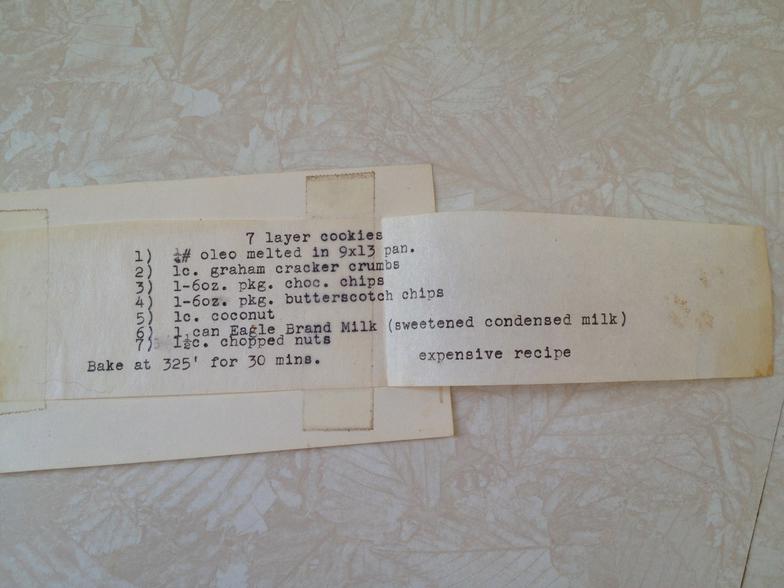 7 layer cookies
1) ¼# oleo melted in 9x13 pan.
2) 1c. graham cracker crumbs
3) 1-6oz. pkg. choc. chips
4) 1-6oz. pkg. butterscotch chips
5) 1c. coconut
6) 1 can Eagle Brand Milk (sweetened condensed milk)
7) 1½c. chopped nuts
Bake at 325' for 30 mins.
expensive recipe